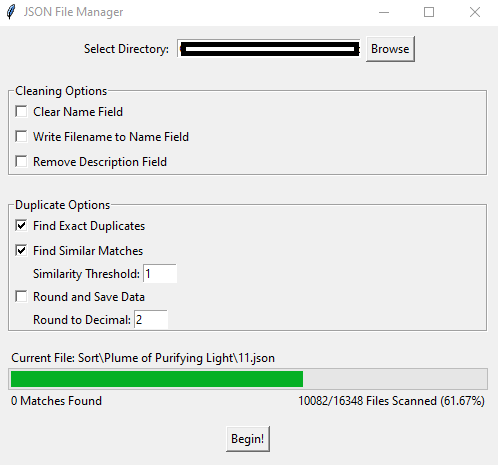 JSON File Manager
Select Directory: Browse
Cleaning Options
Clear Name Field
Write Filename to Name Field
Remove Description Field
Duplicate Options
Find Exact Duplicates
Find Similar Matches
Similarity Threshold: 1
Round and Save Data
Round to Decimal: 2
Current File: Sort\Plume of Purifying Light\11.json
0 Matches Found 10082/16348 Files Scanned (61.67%)
Begin!